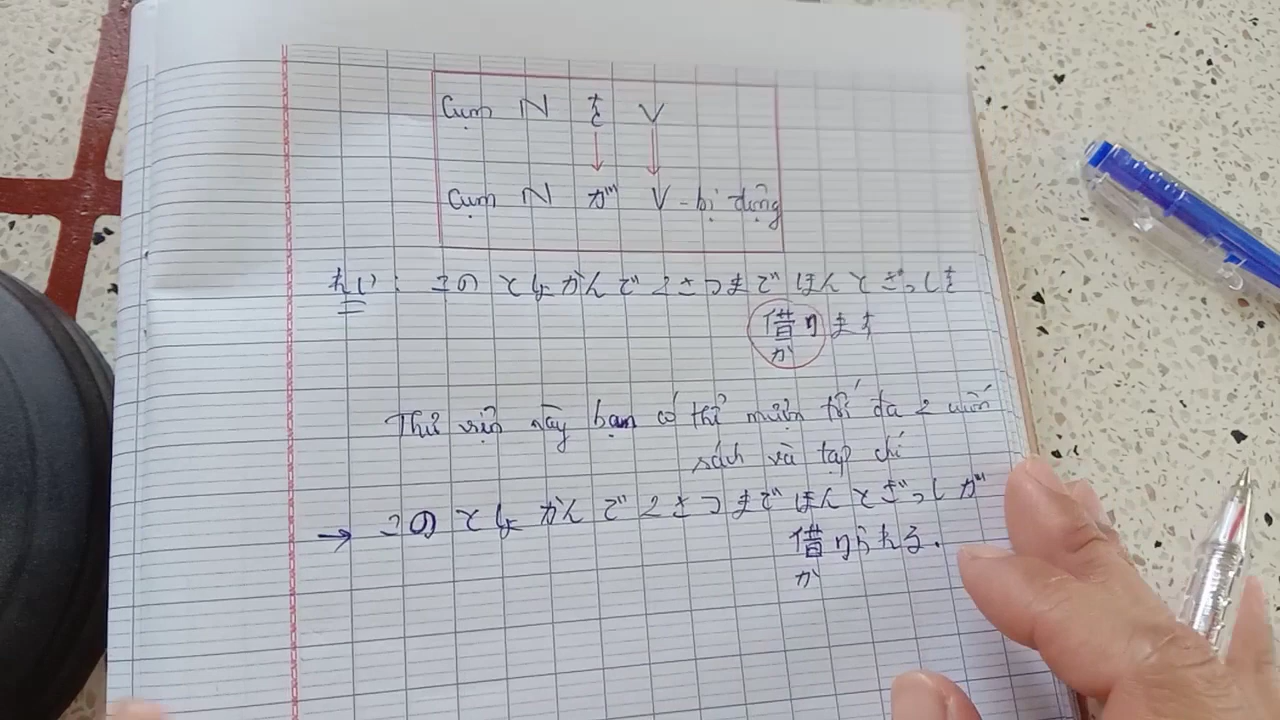 Cụm N を V
Cụm N が V - bị động
れい : このとしょかんで 2 さつまで ほんとざっしを
借ります
か
Thư viện này bạn có thể mượn tối đa 2 cuốn
sách và tạp chí
→ このとしょかんで 2 さつまで ほんとざっしが
借りられる.
か